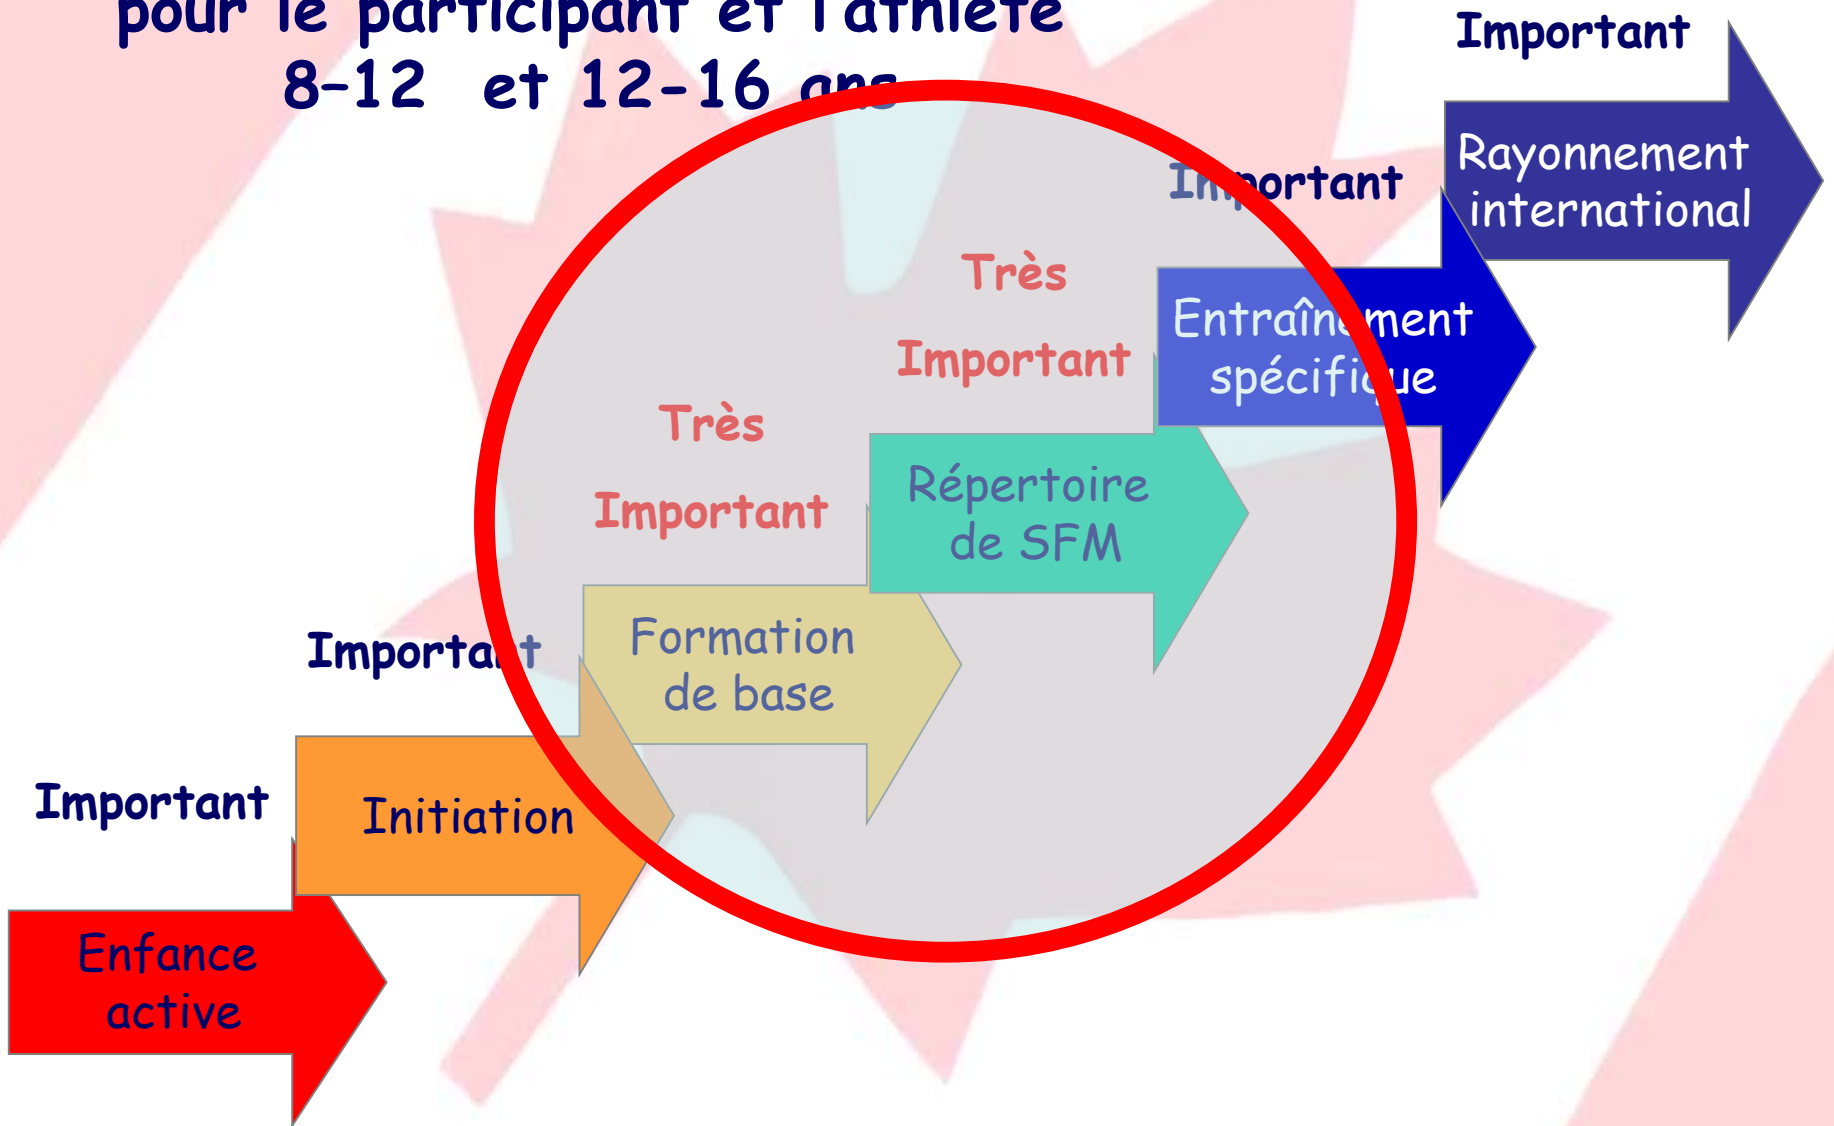 pour le participant et l'athlète
8-12 et 12-16 ans
Important
Rayonnement
international
Important
Entraînement
spécifique
Très
Important
Répertoire
de SFM
Très
Important
Formation
de base
Important
Initiation
Important
Enfance
active